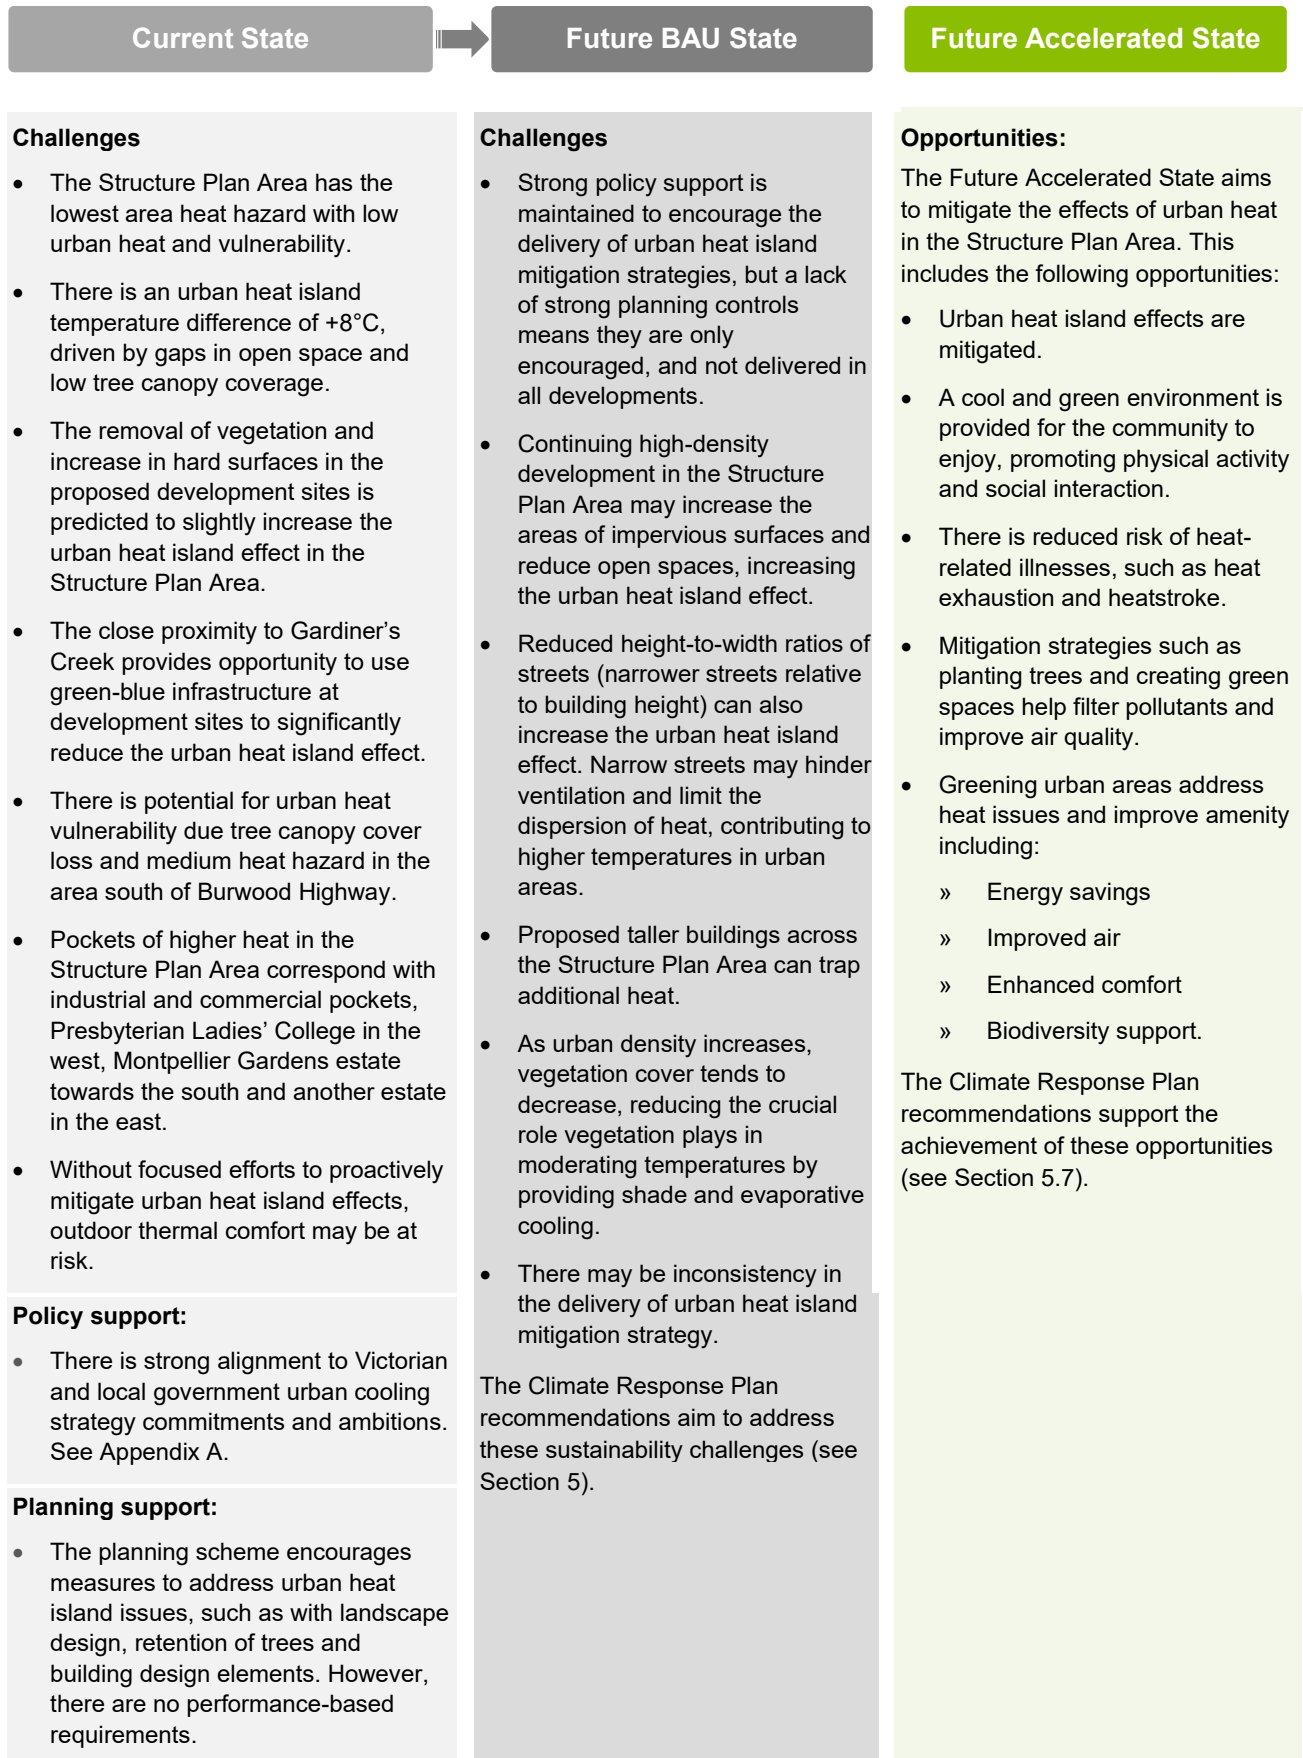 Current State
Future BAU State
Future Accelerated State
Challenges
• The Structure Plan Area has the
lowest area heat hazard with low
urban heat and vulnerability.
• There is an urban heat island
temperature difference of +8°C,
driven by gaps in open space and
low tree canopy coverage.
• The removal of vegetation and
increase in hard surfaces in the
proposed development sites is
predicted to slightly increase the
urban heat island effect in the
Structure Plan Area.
• The close proximity to Gardiner’s
Creek provides opportunity to use
green-blue infrastructure at
development sites to significantly
reduce the urban heat island effect.
• There is potential for urban heat
vulnerability due tree canopy cover
loss and medium heat hazard in the
area south of Burwood Highway.
• Pockets of higher heat in the
Structure Plan Area correspond with
industrial and commercial pockets,
Presbyterian Ladies’ College in the
west, Montpellier Gardens estate
towards the south and another estate
in the east.
• Without focused efforts to proactively
mitigate urban heat island effects,
outdoor thermal comfort may be at
risk.
Policy support:
• There is strong alignment to Victorian
and local government urban cooling
strategy commitments and ambitions.
See Appendix A.
Planning support:
• The planning scheme encourages
measures to address urban heat
island issues, such as with landscape
design, retention of trees and
building design elements. However,
there are no performance-based
requirements.
Challenges
• Strong policy support is
maintained to encourage the
delivery of urban heat island
mitigation strategies, but a lack
of strong planning controls
means they are only
encouraged, and not delivered in
all developments.
• Continuing high-density
development in the Structure
Plan Area may increase the
areas of impervious surfaces and
reduce open spaces, increasing
the urban heat island effect.
• Reduced height-to-width ratios of
streets (narrower streets relative
to building height) can also
increase the urban heat island
effect. Narrow streets may hinder
ventilation and limit the
dispersion of heat, contributing to
higher temperatures in urban
areas.
• Proposed taller buildings across
the Structure Plan Area can trap
additional heat.
• As urban density increases,
vegetation cover tends to
decrease, reducing the crucial
role vegetation plays in
moderating temperatures by
providing shade and evaporative
cooling.
• There may be inconsistency in
the delivery of urban heat island
mitigation strategy.
The Climate Response Plan
recommendations aim to address
these sustainability challenges (see
Section 5).
Opportunities:
The Future Accelerated State aims
to mitigate the effects of urban heat
in the Structure Plan Area. This
includes the following opportunities:
• Urban heat island effects are
mitigated.
• A cool and green environment is
provided for the community to
enjoy, promoting physical activity
and social interaction.
• There is reduced risk of heat-
related illnesses, such as heat
exhaustion and heatstroke.
• Mitigation strategies such as
planting trees and creating green
spaces help filter pollutants and
improve air quality.
• Greening urban areas address
heat issues and improve amenity
including:
» Energy savings
» Improved air
» Enhanced comfort
» Biodiversity support.
The Climate Response Plan
recommendations support the
achievement of these opportunities
(see Section 5.7).